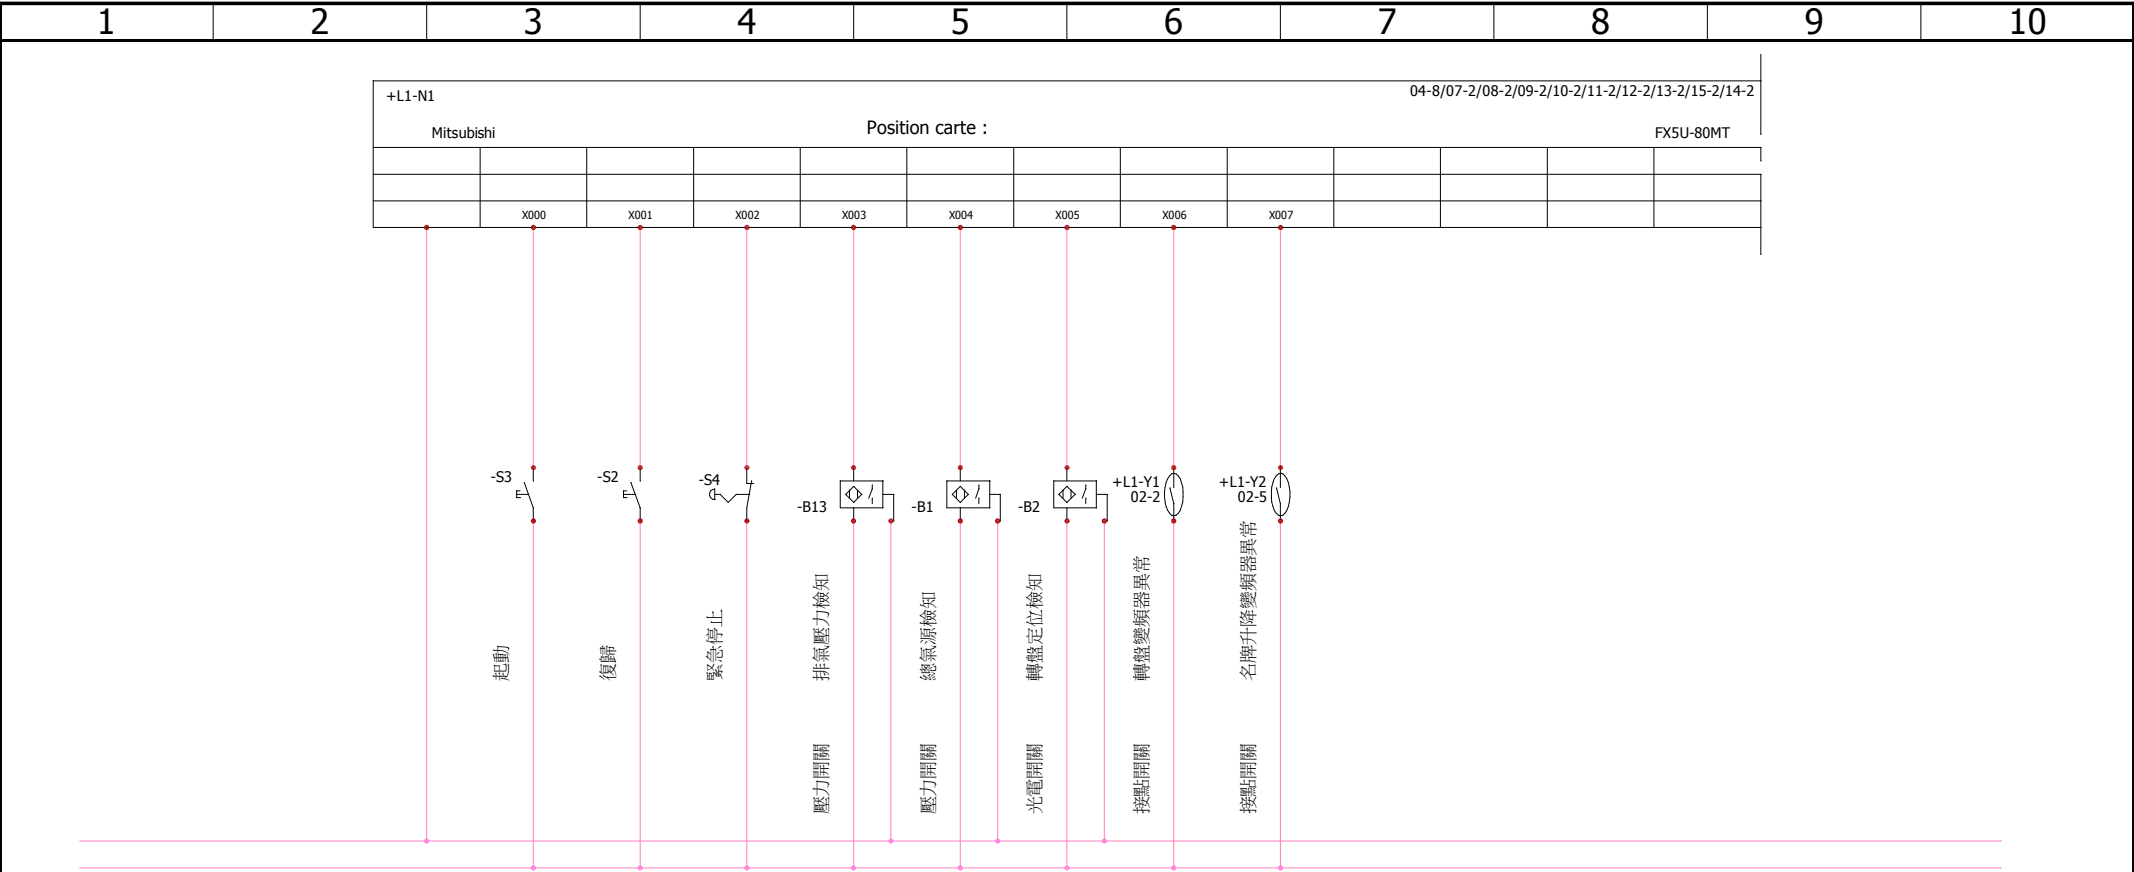 1 2 3 4 5 6 7 8 9 10
+L1-N1 04-8/07-2/08-2/09-2/10-2/11-2/12-2/13-2/15-2/14-2
Mitsubishi Position carte : FX5U-80MT
X000 X001 X002 X003 X004 X005 X006 X007
-S3
-S2
-S4
-B13
-B1
-B2
+L1-Y1
02-2
+L1-Y2
02-5
起動
復歸
緊急停止
排氣壓力檢知
總氣源檢知
轉盤定位檢知
轉盤變頻器異常
名牌升降變頻器異常
壓力開關
壓力開關
光電開關
接點開關
接點開關